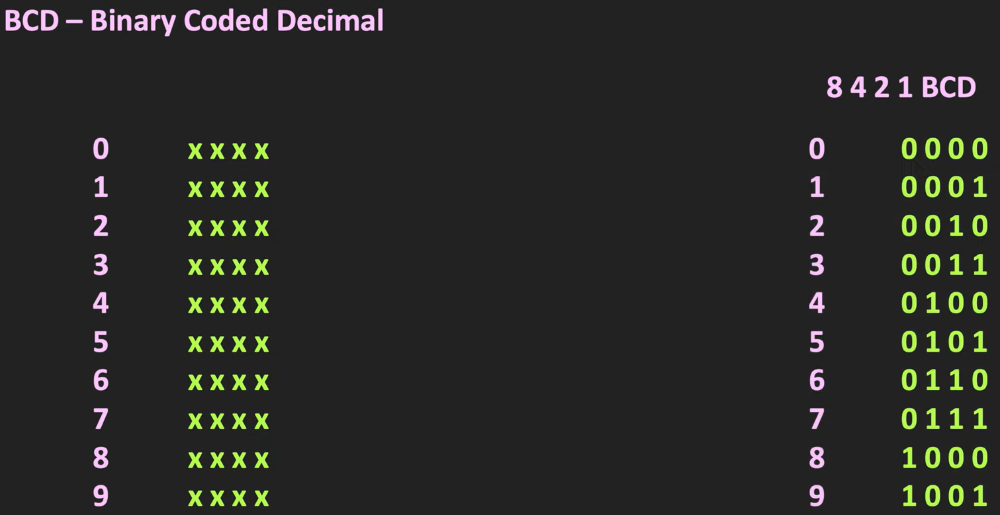 BCD – Binary Coded Decimal
8 4 2 1 BCD
0 x x x x 0 0 0 0 0
1 x x x x 1 0 0 0 1
2 x x x x 2 0 0 1 0
3 x x x x 3 0 0 1 1
4 x x x x 4 0 1 0 0
5 x x x x 5 0 1 0 1
6 x x x x 6 0 1 1 0
7 x x x x 7 0 1 1 1
8 x x x x 8 1 0 0 0
9 x x x x 9 1 0 0 1